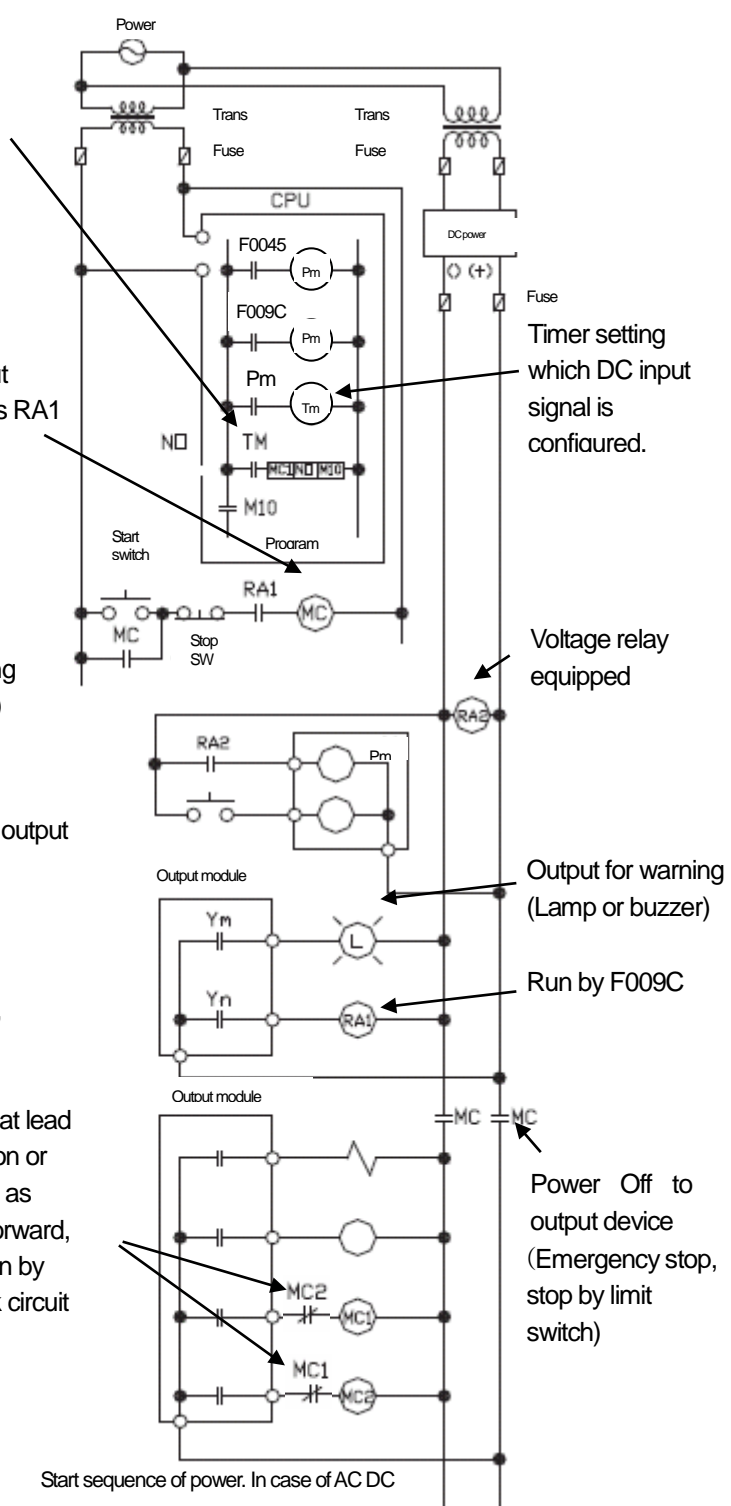 Power
Trans
Trans
Fuse
Fuse
CPU
DC power
F0045
Pm
() (+)
F009C
Pm
Fuse
Timer setting
which DC input
signal is
configured.
Pm
Tm
s RA1
TM
MC1 M10
M10
Program
Start
switch
RA1
MC
MC
Stop
SW
Voltage relay
equipped
RA2
RA2
Pm
output
Output module
Output for warning
(Lamp or buzzer)
Ym
L
Yn
RA1
Run by F009C
Output module
MC
MC
at lead
on or
as
orward,
n by
circuit
Power Off to
output device
(Emergency stop,
stop by limit
switch)
MC2
MC1
MC1
MC2
Start sequence of power. In case of AC DC